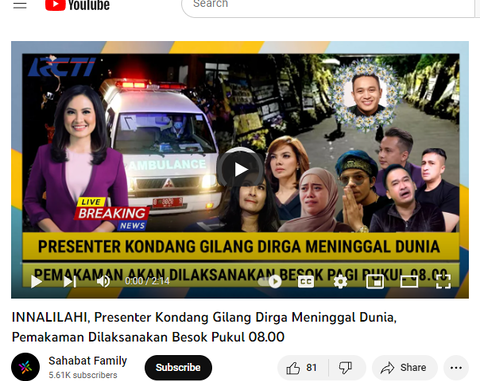 YouTube
Search
RCTI
AMBULANCE
LIVE
BREAKING
NEWS
PRESENTER KONDANG GILANG DIRGA MENINGGAL DUNIA
PEMAKAMAN AKAN DILAKSANAKAN BESOK PAGI PUKUL 08.00
0:00 / 2:14
CC
INNALILAHI, Presenter Kondang Gilang Dirga Meninggal Dunia,
Pemakaman Dilaksanakan Besok Pukul 08.00
Sahabat Family
5.61K subscribers
Subscribe
81
Share